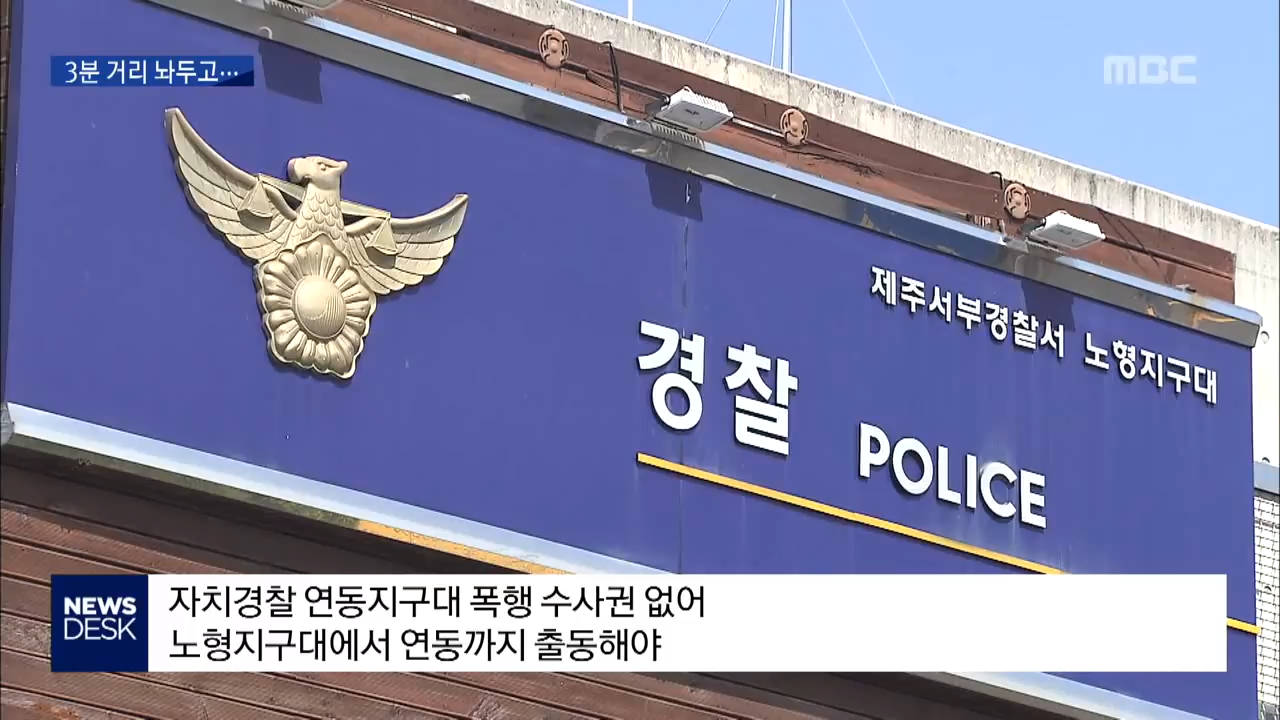 3분 거리 놔두고…
MBC
제주서부경찰서 노형지구대
경찰 POLICE
NEWS
DESK
자치경찰 연동지구대 폭행 수사권 없어
노형지구대에서 연동까지 출동해야